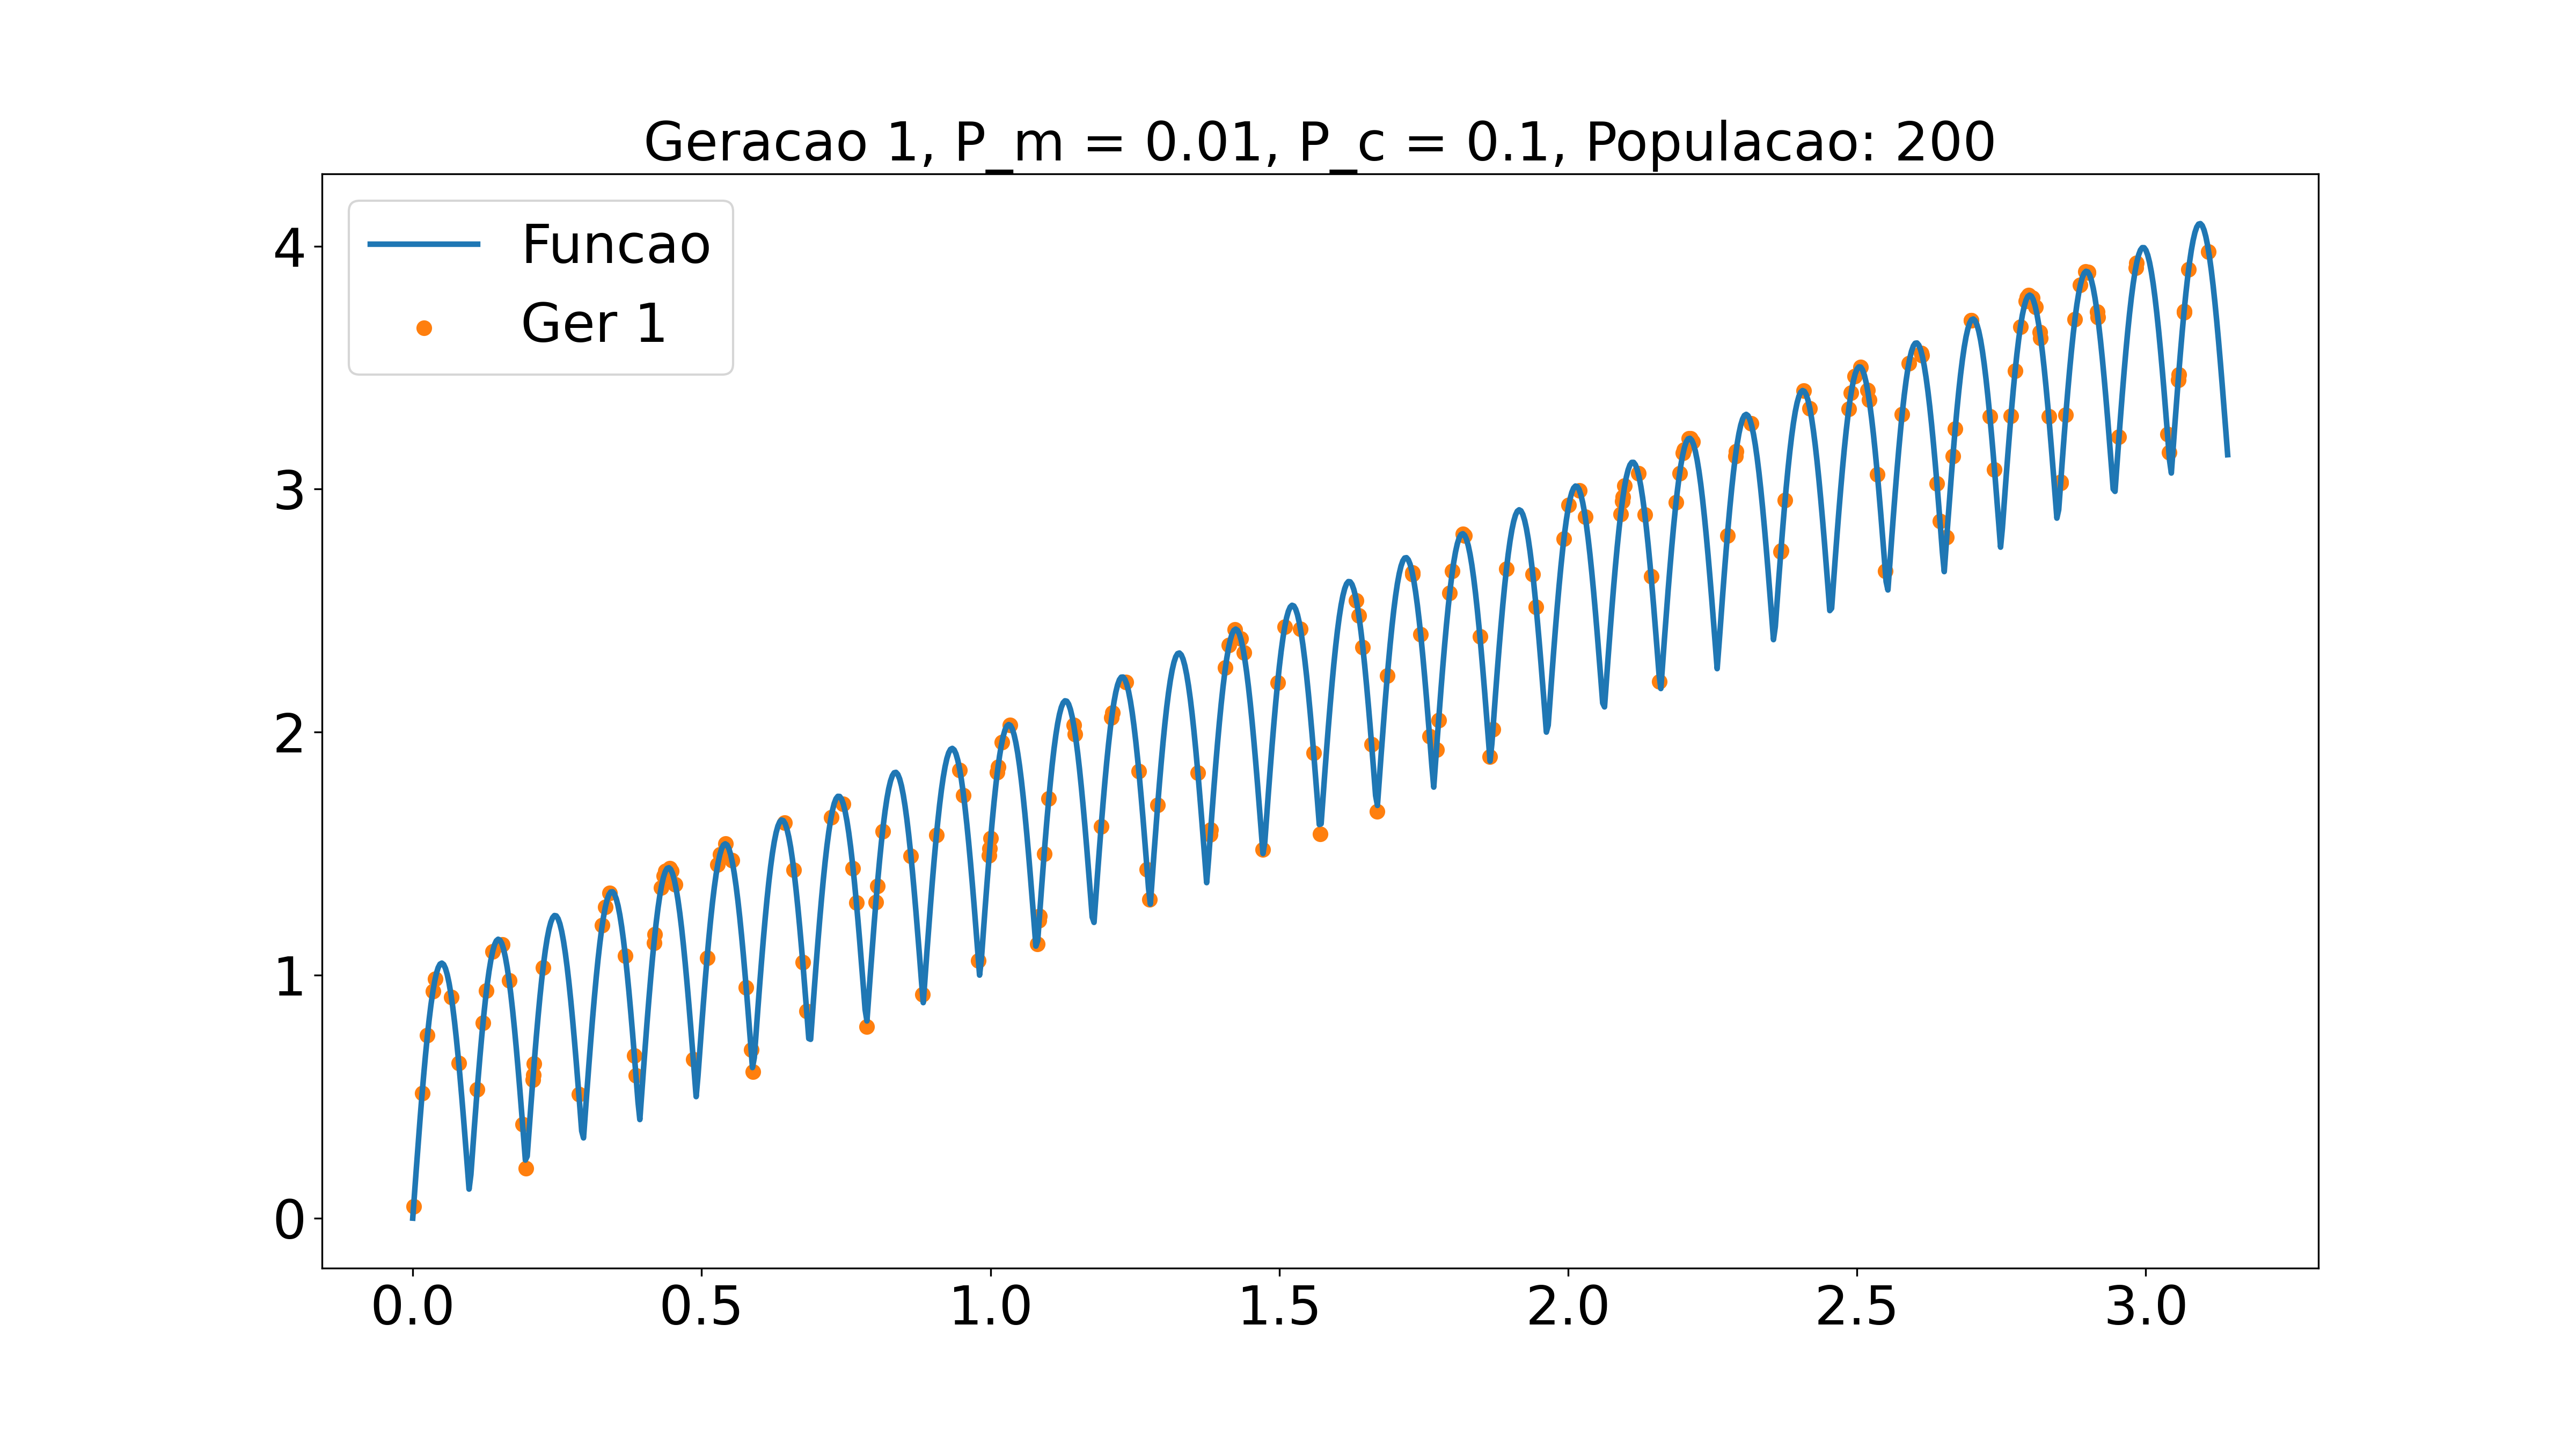 Geracao 1, P_m = 0.01, P_c = 0.1, Populacao: 200
Funcao
Ger 1
4
3
2
1
0
0.0 0.5 1.0 1.5 2.0 2.5 3.0